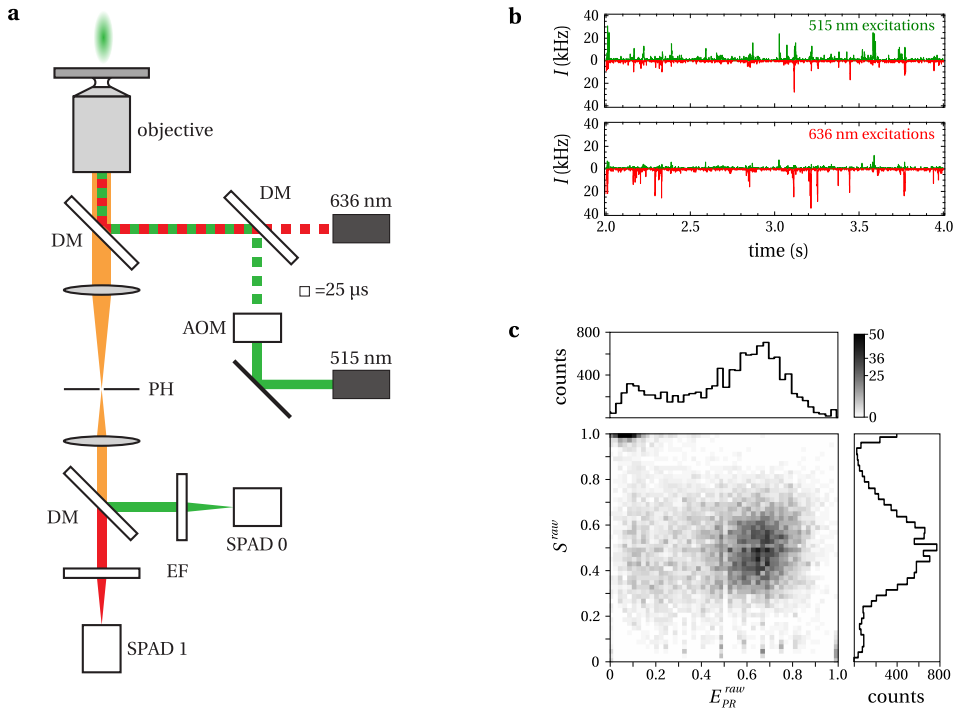 a
objective
DM
636 nm
DM
□ =25 µs
AOM
515 nm
PH
DM
EF
SPAD 0
SPAD 1
b
40
20
0
20
40
I (kHz)
515 nm excitations
40
20
0
20
40
I (kHz)
636 nm excitations
2.0 2.5 3.0 3.5 4.0
time (s)
c
800
400
0
counts
50
36
25
0
1.0
0.8
0.6
0.4
0.2
0
S^raw
0 0.2 0.4 0.6 0.8 1.0
E_PR^raw
0 400 800
counts